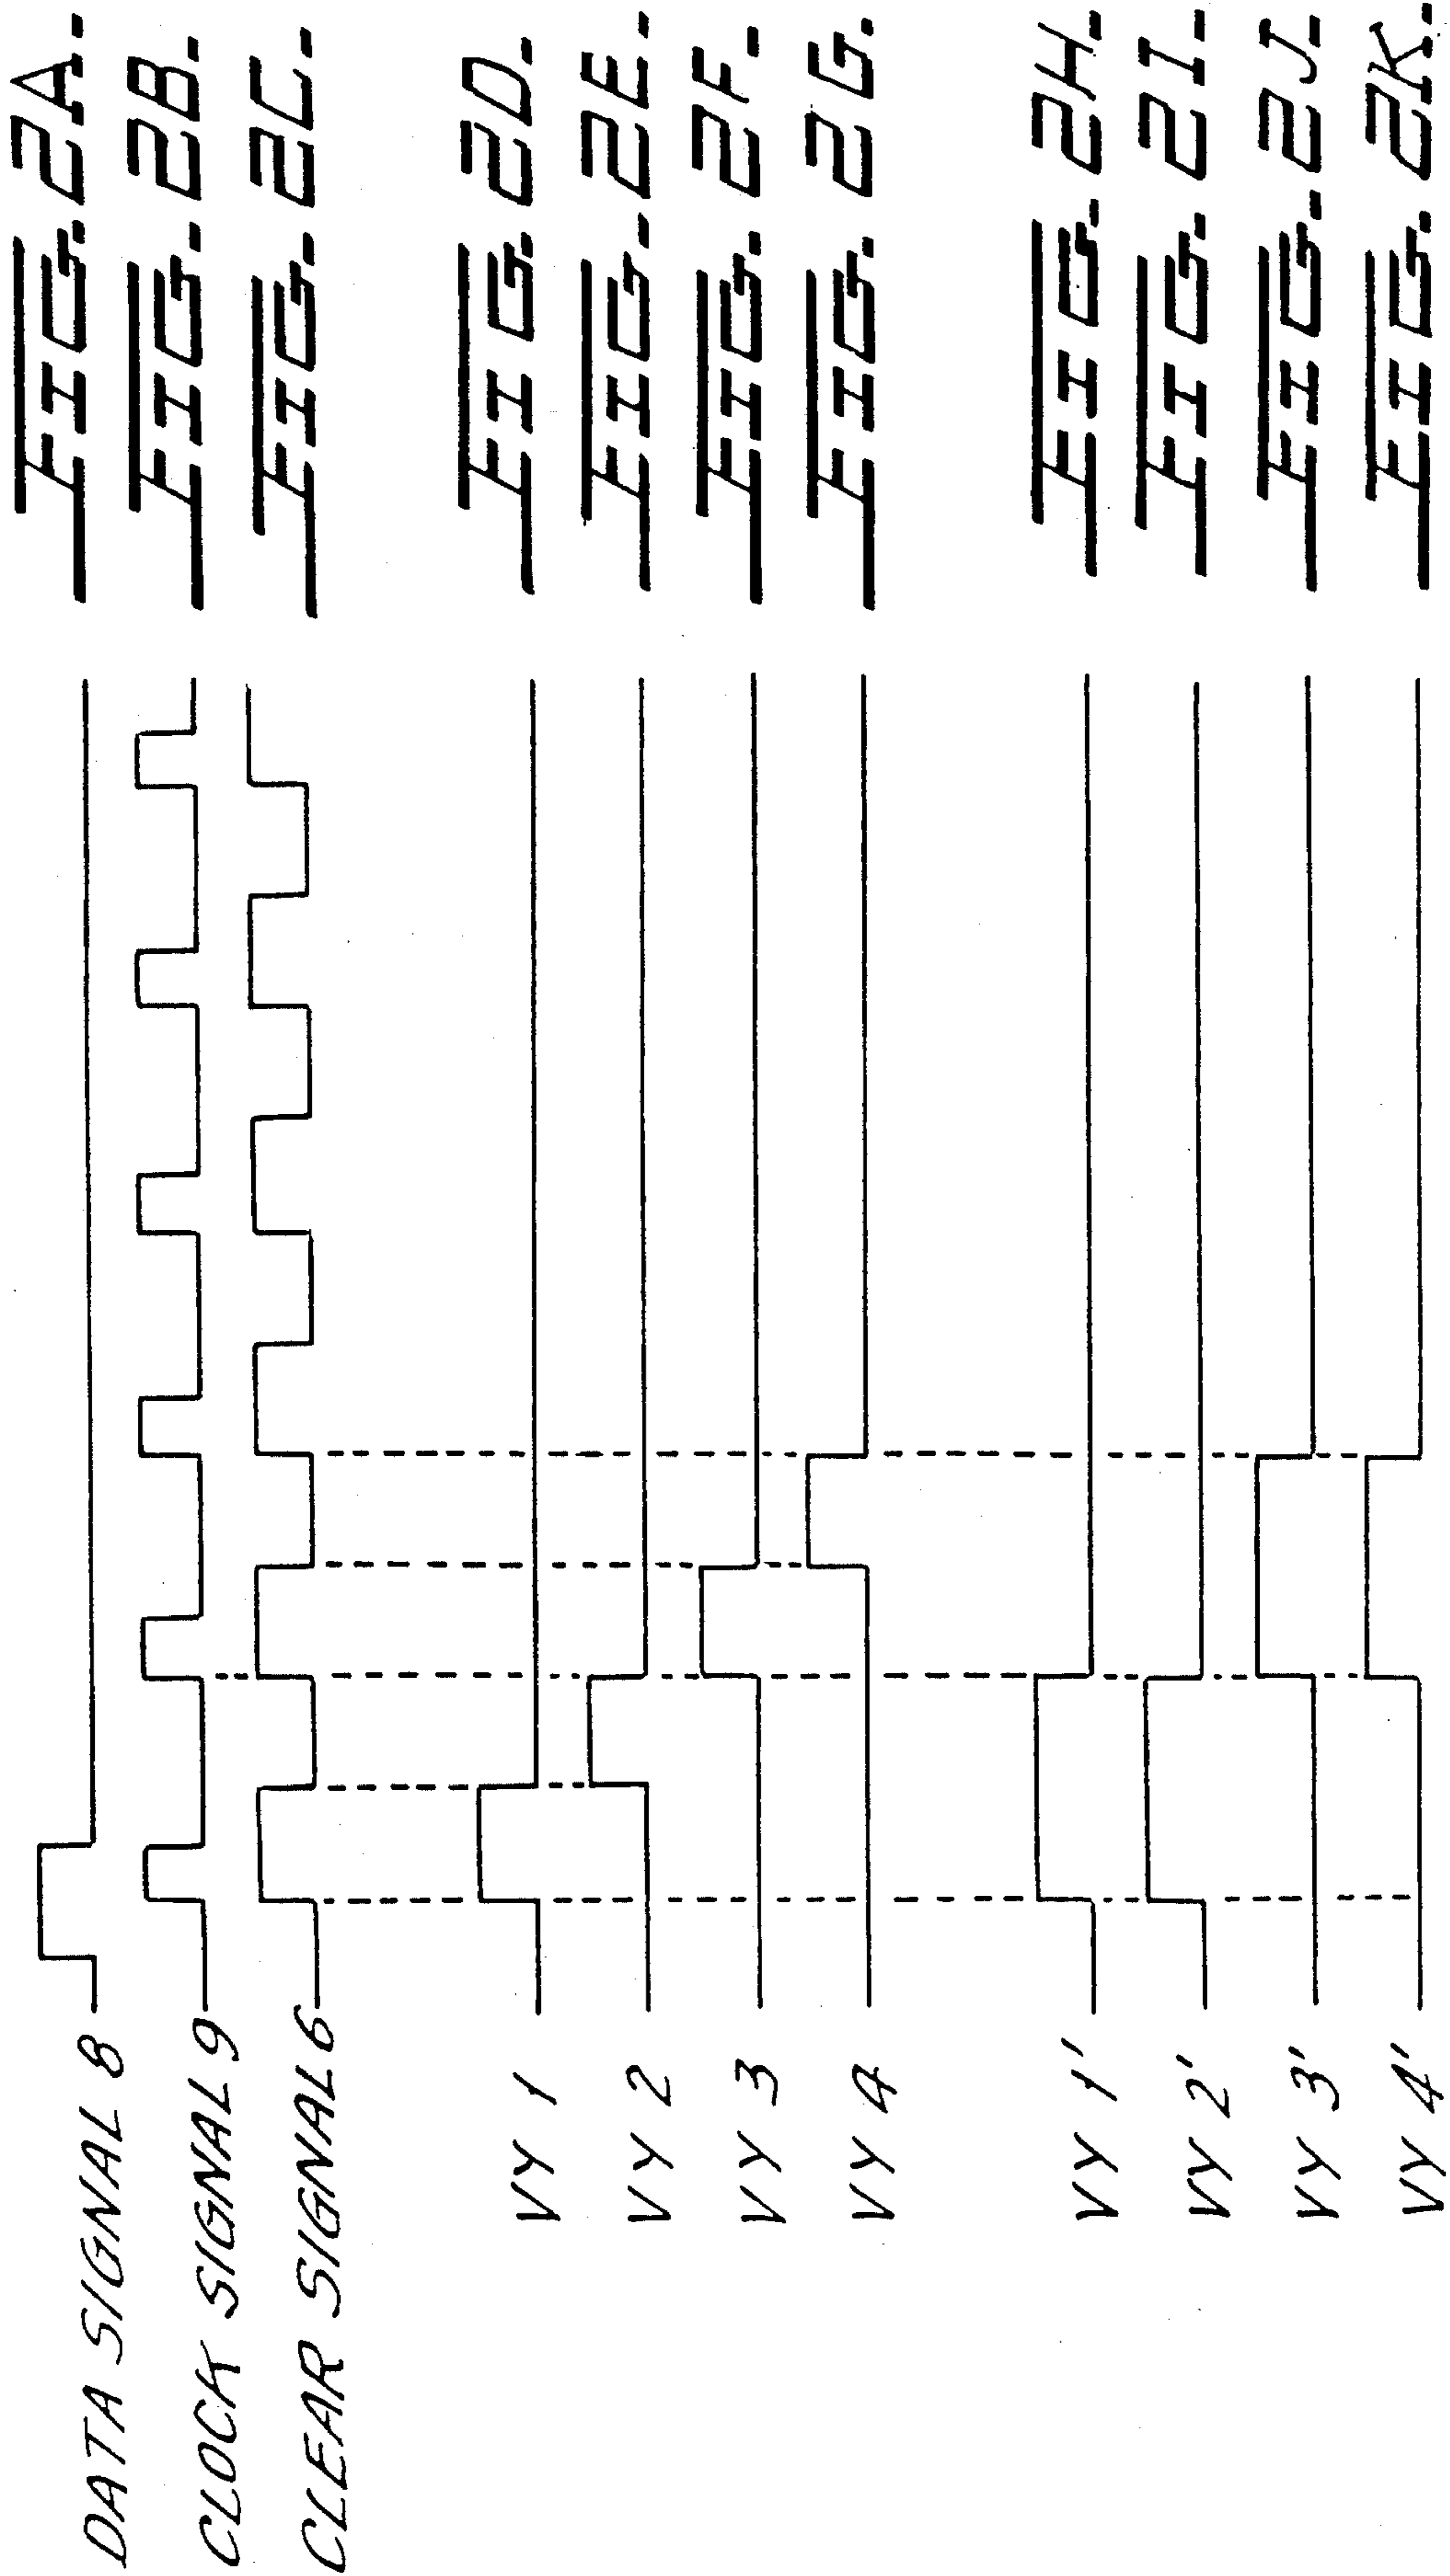 DATA SIGNAL 8 FIG. 2A.
CLOCK SIGNAL 9 FIG. 2B.
CLEAR SIGNAL 6 FIG. 2C.
VY 1 FIG. 2D.
VY 2 FIG. 2E.
VY 3 FIG. 2F.
VY 4 FIG. 2G.
VY 1' FIG. 2H.
VY 2' FIG. 2I.
VY 3' FIG. 2J.
VY 4' FIG. 2K.